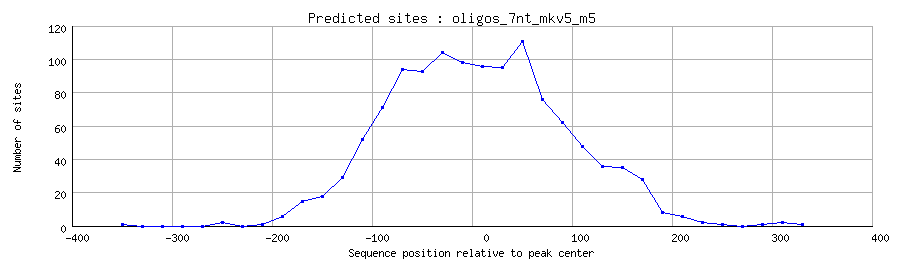 Predicted sites : oligos_7nt_mkv5_m5
120
100
80
60
40
20
0
Number of sites
-400 -300 -200 -100 0 100 200 300 400
Sequence position relative to peak center